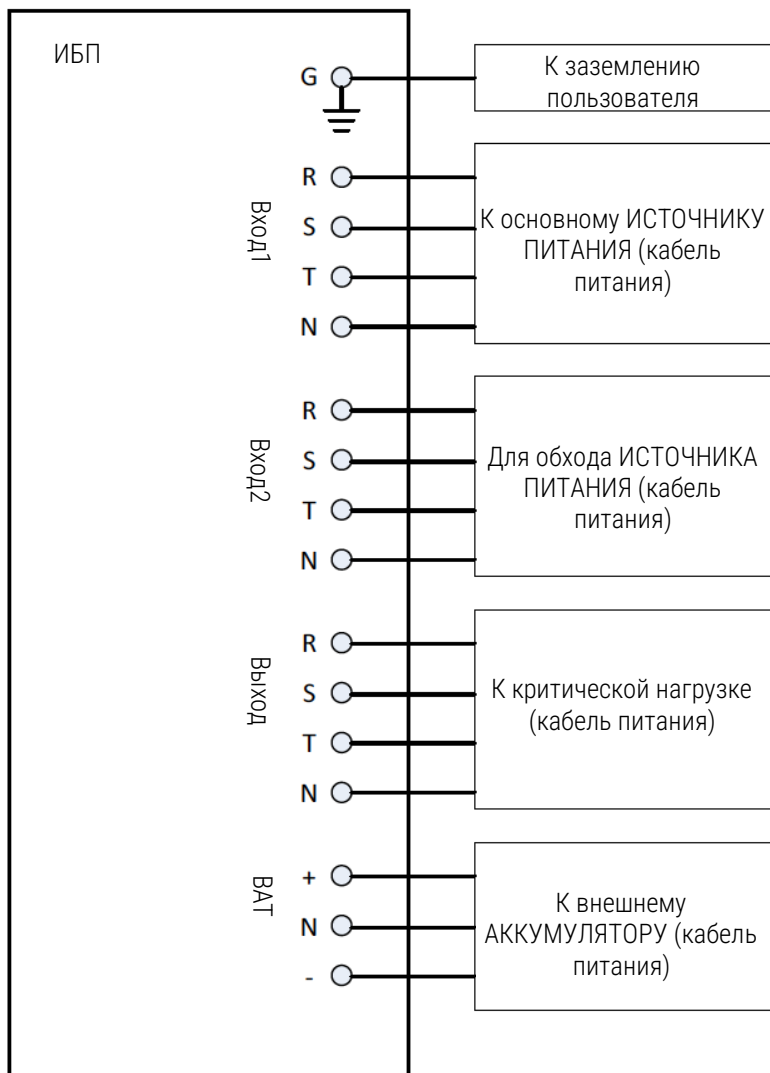 ИБП
G
К заземлению
пользователя
Вход1
R
S
T
N
К основному ИСТОЧНИКУ
ПИТАНИЯ (кабель
питания)
Вход2
R
S
T
N
Для обхода ИСТОЧНИКА
ПИТАНИЯ (кабель
питания)
Выход
R
S
T
N
К критической нагрузке
(кабель питания)
BAT
+
N
-
К внешнему
АККУМУЛЯТОРУ (кабель
питания)